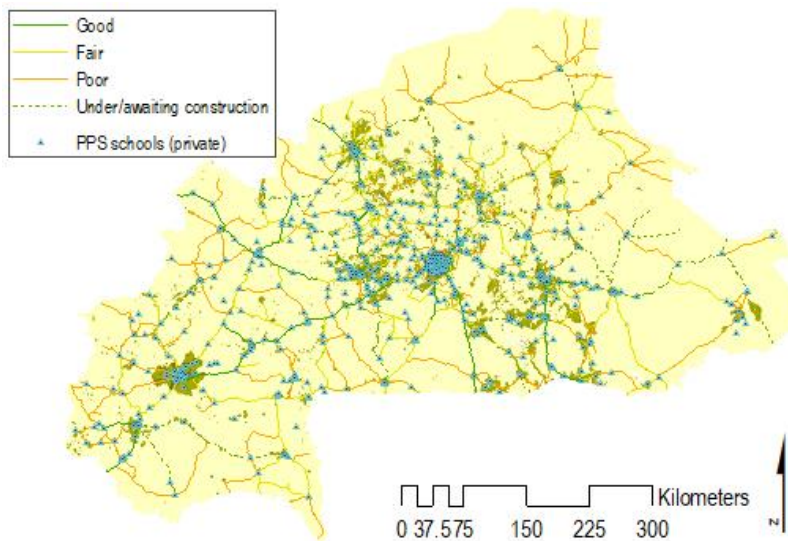 Good
Fair
Poor
Under/awaiting construction
PPS schools (private)
Kilometers
0 37.575 150 225 300
N